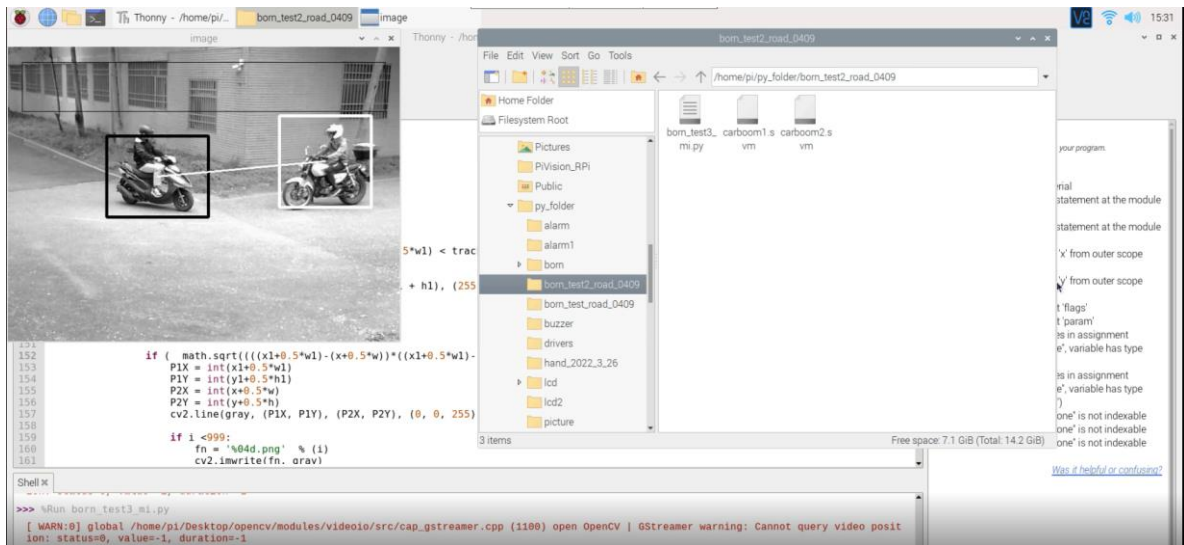 Thonny - /home/pi/...
born_test2_road_0409
image
V2
15:31
image
Thonny - /hor
born_test2_road_0409
File Edit View Sort Go Tools
/home/pi/py_folder/born_test2_road_0409
Home Folder
Filesystem Root
Pictures
PiVision_RPi
Public
py_folder
alarm
alarm1
born
born_test2_road_0409
born_test_road_0409
buzzer
drivers
hand_2022_3_26
lcd
lcd2
picture
born_test3_
mi.py
carboom1.s
vm
carboom2.s
vm
3 items
Free space: 7.1 GiB (Total: 14.2 GiB)
5*w1) < trac
+ h1), (255
151
152 if ( math.sqrt((((x1+0.5*w1)-(x+0.5*w))*((x1+0.5*w1)-
153 P1X = int(x1+0.5*w1)
154 P1Y = int(y1+0.5*h1)
155 P2X = int(x+0.5*w)
156 P2Y = int(y+0.5*h)
157 cv2.line(gray, (P1X, P1Y), (P2X, P2Y), (0, 0, 255)
158
159 if i <999:
160 fn = '%04d.png' % (i)
161 cv2.imwrite(fn, gray)
your program.
rial
statement at the module
statement at the module
'x' from outer scope
'y' from outer scope
t 'flags'
t 'param'
es in assignment
e", variable has type
es in assignment
e", variable has type
')
one" is not indexable
one" is not indexable
one" is not indexable
Was it helpful or confusing?
Shell
>>> %Run born_test3_mi.py
[ WARN:0] global /home/pi/Desktop/opencv/modules/videoio/src/cap_gstreamer.cpp (1100) open OpenCV | GStreamer warning: Cannot query video posit
ion: status=0, value=-1, duration=-1